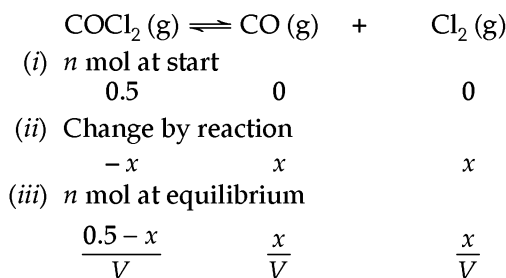 COCl₂ (g) ⇌ CO (g) + Cl₂ (g)
(i) n mol at start
0.5 0 0
(ii) Change by reaction
– x x x
(iii) n mol at equilibrium
0.5 – x x x
V V V